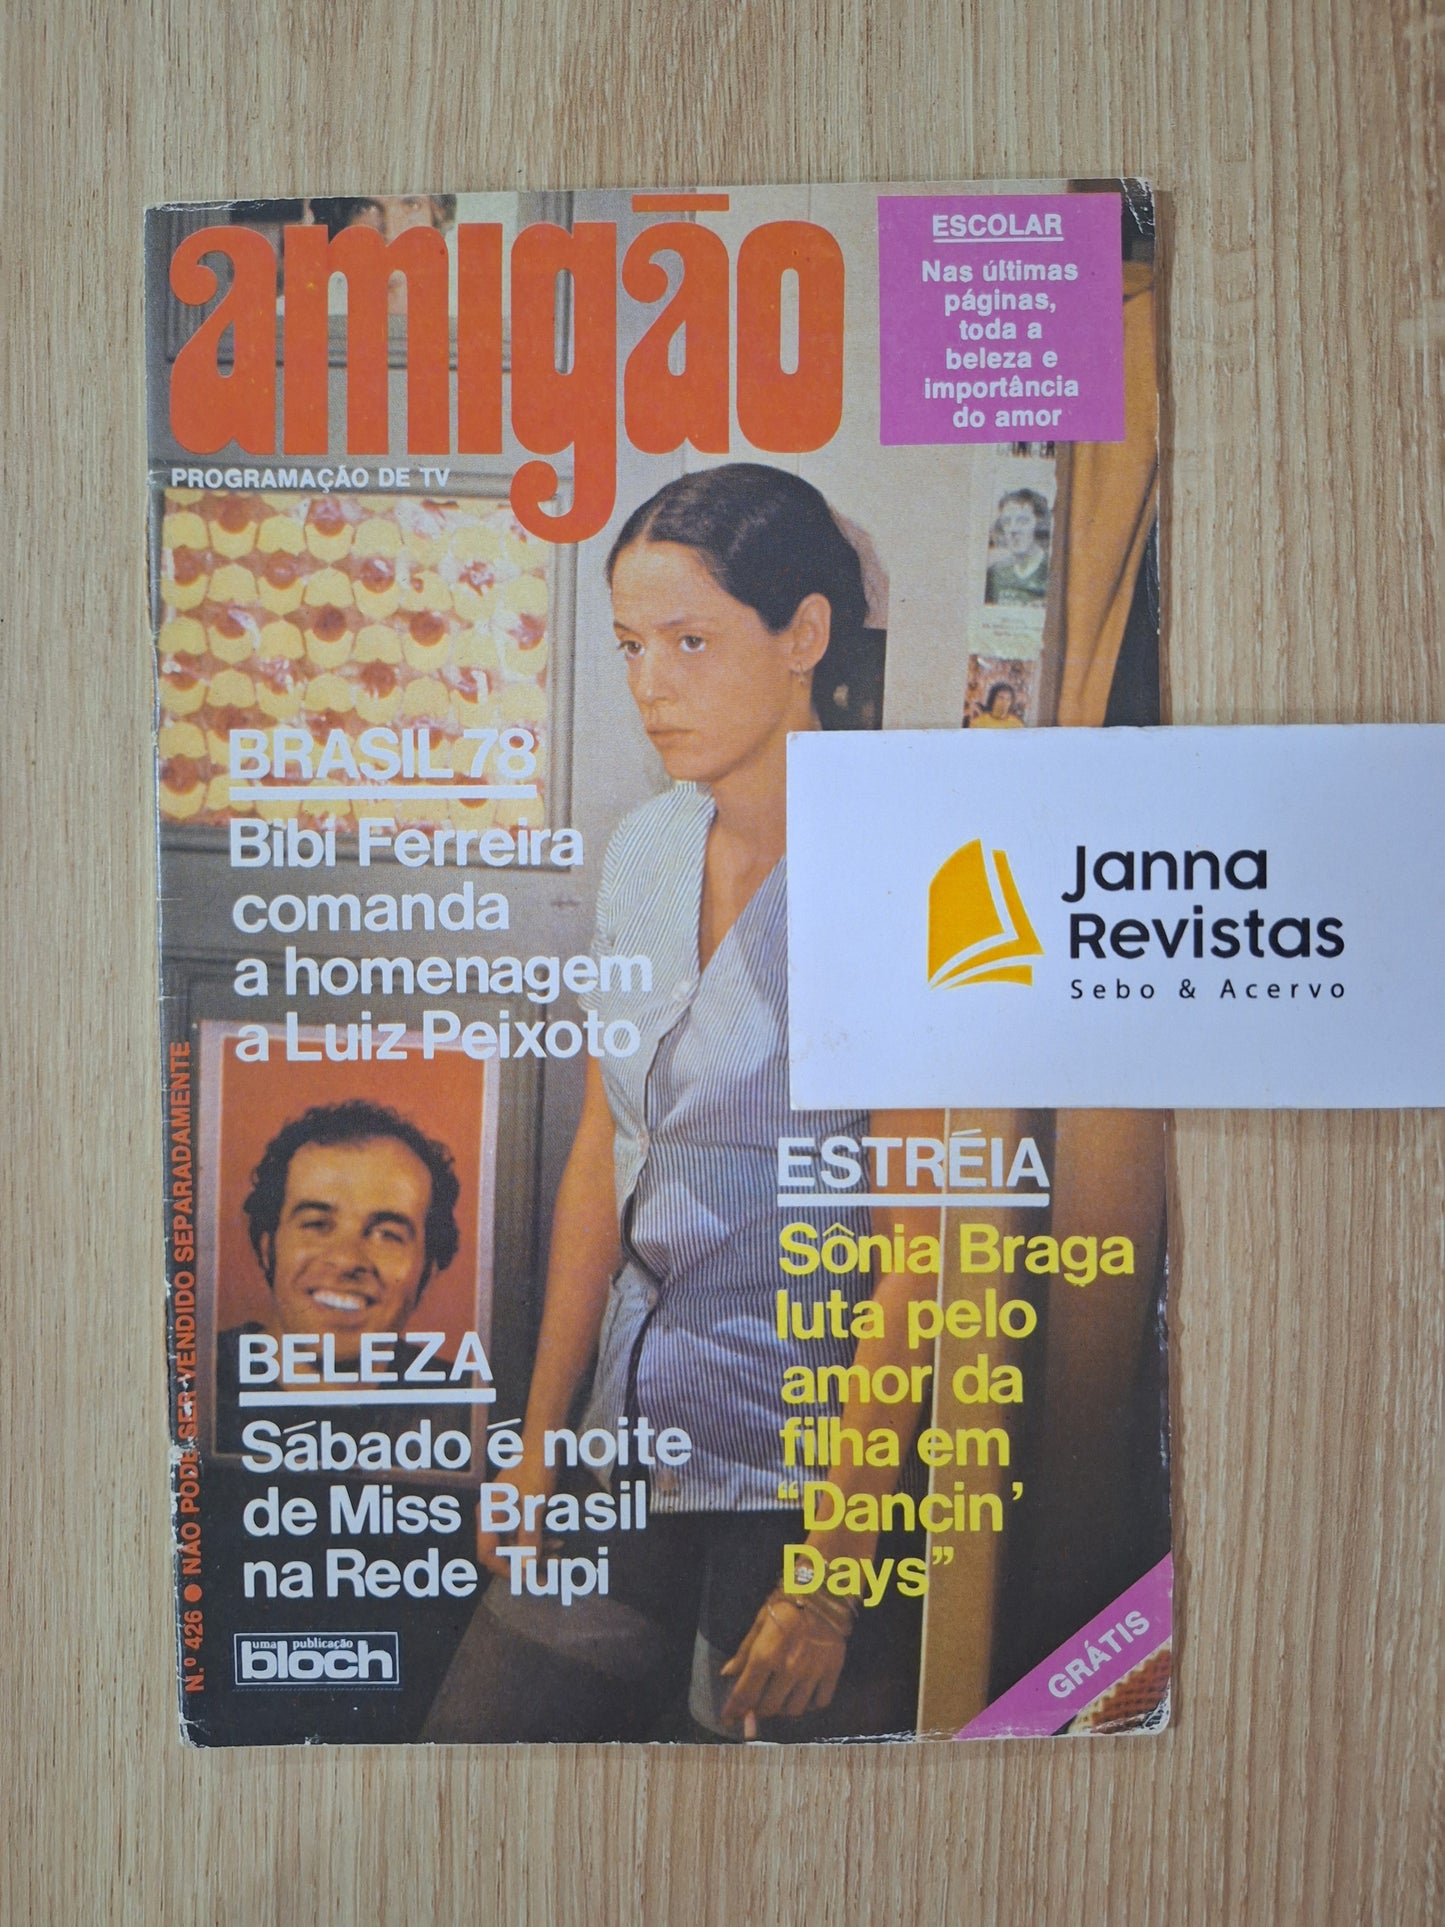 amigão
PROGRAMAÇÃO DE TV
ESCOLAR
Nas últimas
páginas,
toda a
beleza e
importância
do amor
BRASIL 78
Bibi Ferreira
comanda
a homenagem
a Luiz Peixoto
Janna
Revistas
Sebo & Acervo
ESTRÉIA
Sônia Braga
luta pelo
amor da
filha em
“Dancin’
Days”
BELEZA
Sábado é noite
de Miss Brasil
na Rede Tupi
uma publicação
bloch
N.º 426 ● NÃO PODE SER VENDIDO SEPARADAMENTE
GRÁTIS